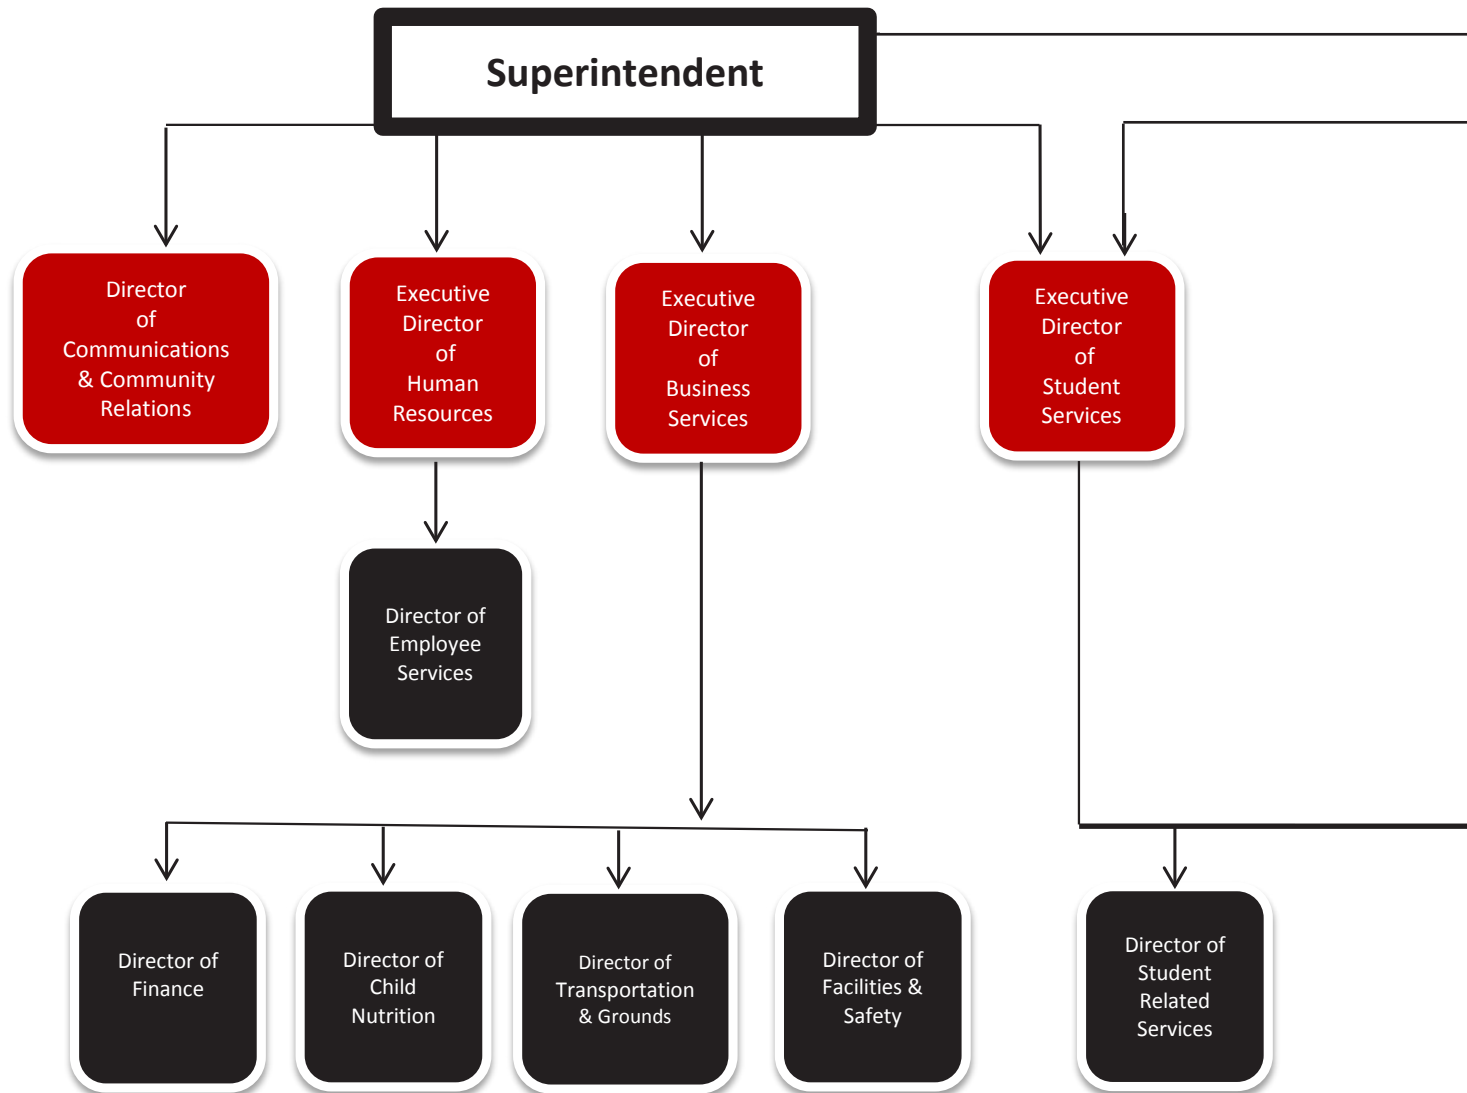 Superintendent
Director
of
Communications
& Community
Relations
Executive
Director
of
Human
Resources
Executive
Director
of
Business
Services
Executive
Director
of
Student
Services
Director of
Employee
Services
Director of
Finance
Director of
Child
Nutrition
Director of
Transportation
& Grounds
Director of
Facilities &
Safety
Director of
Student
Related
Services